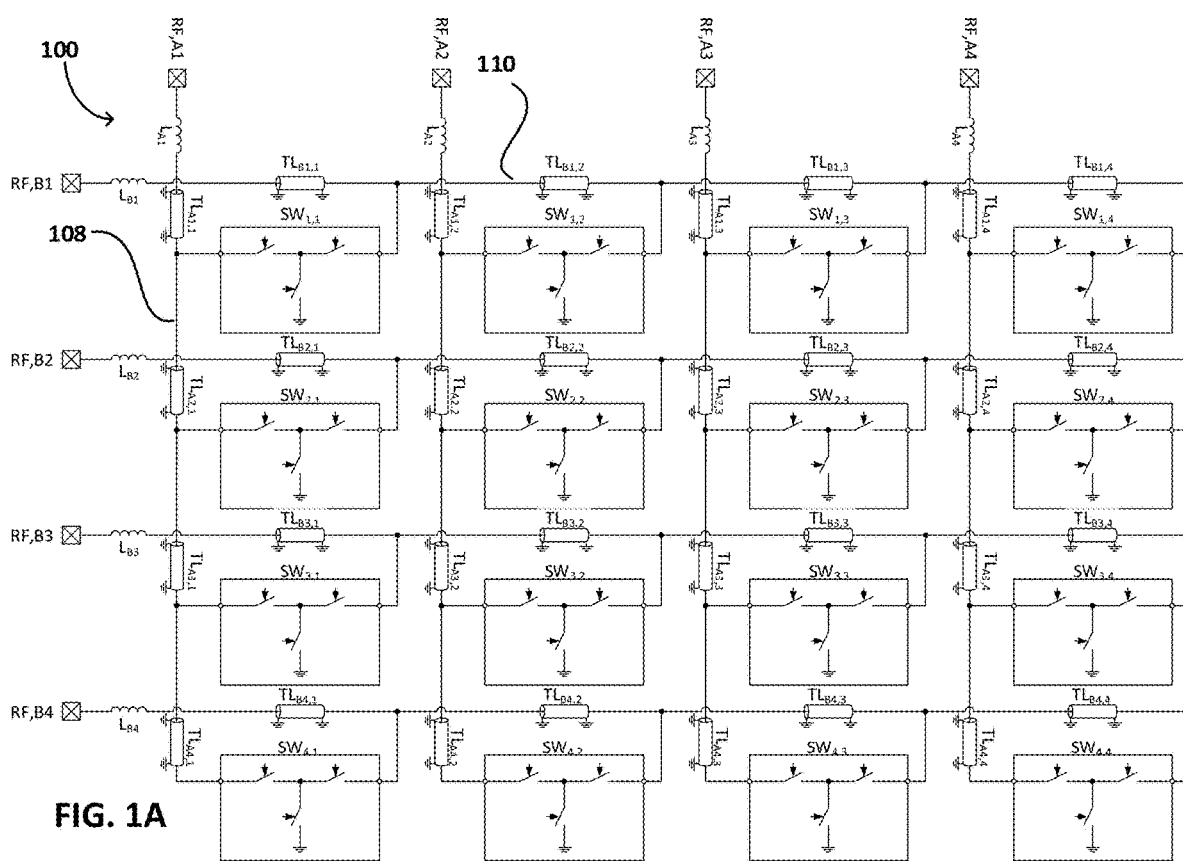 RF,A1 RF,A2 RF,A3 RF,A4
100
110
L_A1 L_A2 L_A3 L_A4
TL_B1,1 TL_B1,2 TL_B1,3 TL_B1,4
RF,B1
L_B1
TL_A1,1 TL_A1,2 TL_A1,3 TL_A1,4
SW_1,1 SW_1,2 SW_1,3 SW_1,4
108
TL_B2,1 TL_B2,2 TL_B2,3 TL_B2,4
RF,B2
L_B2
TL_A2,1 TL_A2,2 TL_A2,3 TL_A2,4
SW_2,1 SW_2,2 SW_2,3 SW_2,4
TL_B3,1 TL_B3,2 TL_B3,3 TL_B3,4
RF,B3
L_B3
TL_A3,1 TL_A3,2 TL_A3,3 TL_A3,4
SW_3,1 SW_3,2 SW_3,3 SW_3,4
TL_B4,1 TL_B4,2 TL_B4,3 TL_B4,4
RF,B4
L_B4
TL_A4,1 TL_A4,2 TL_A4,3 TL_A4,4
SW_4,1 SW_4,2 SW_4,3 SW_4,4
FIG. 1A